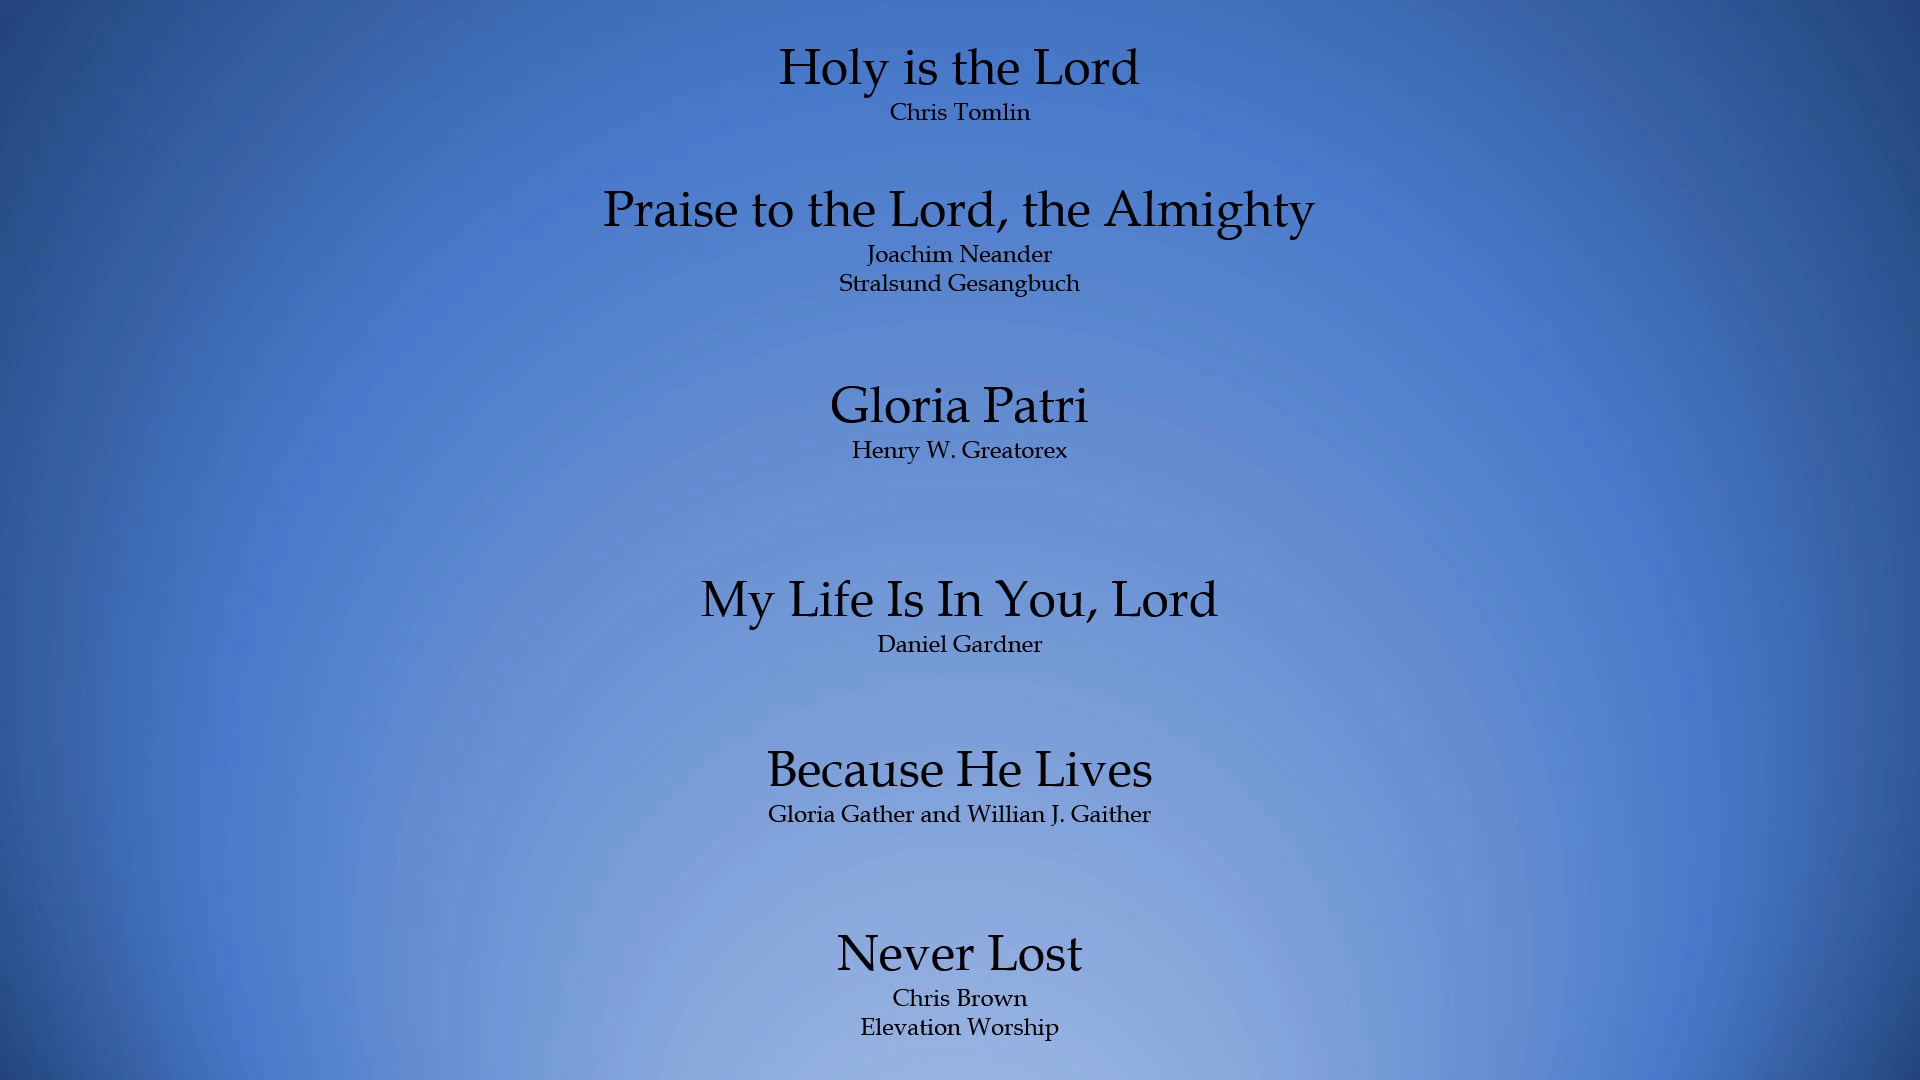 Holy is the Lord
Chris Tomlin
Praise to the Lord, the Almighty
Joachim Neander
Stralsund Gesangbuch
Gloria Patri
Henry W. Greatorex
My Life Is In You, Lord
Daniel Gardner
Because He Lives
Gloria Gather and Willian J. Gaither
Never Lost
Chris Brown
Elevation Worship